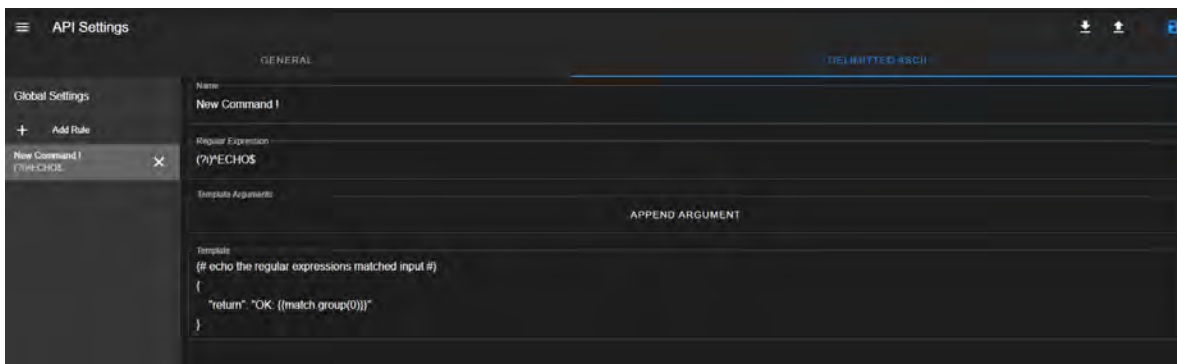 API Settings
GENERAL
DELIMITTED ASCII
Global Settings
Add Rule
New Command !
(?i)^ECHO$
Name
New Command !
Regular Expression
(?i)^ECHO$
Template Arguments
APPEND ARGUMENT
Template
{# echo the regular expressions matched input #}
{
"return": "OK: {{match.group(0)}}"
}